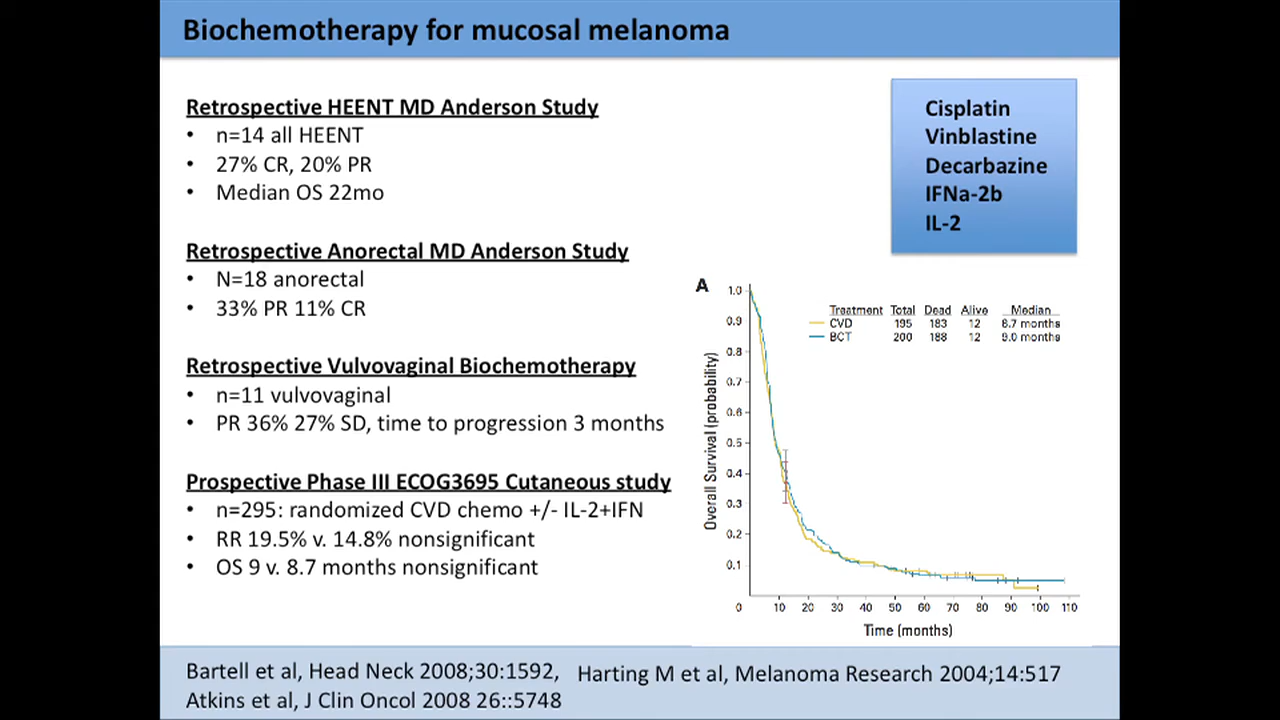 Biochemotherapy for mucosal melanoma
Retrospective HEENT MD Anderson Study
• n=14 all HEENT
• 27% CR, 20% PR
• Median OS 22mo
Retrospective Anorectal MD Anderson Study
• N=18 anorectal
• 33% PR 11% CR
Retrospective Vulvovaginal Biochemotherapy
• n=11 vulvovaginal
• PR 36% 27% SD, time to progression 3 months
Prospective Phase III ECOG3695 Cutaneous study
• n=295: randomized CVD chemo +/- IL-2+IFN
• RR 19.5% v. 14.8% nonsignificant
• OS 9 v. 8.7 months nonsignificant
Cisplatin
Vinblastine
Decarbazine
IFNa-2b
IL-2
A
Treatment Total Dead Alive Median
CVD 195 183 12 8.7 months
BCT 200 188 12 9.0 months
Overall Survival (probability)
1.0
0.9
0.8
0.7
0.6
0.5
0.4
0.3
0.2
0.1
0 10 20 30 40 50 60 70 80 90 100 110
Time (months)
Bartell et al, Head Neck 2008;30:1592, Harting M et al, Melanoma Research 2004;14:517
Atkins et al, J Clin Oncol 2008 26::5748